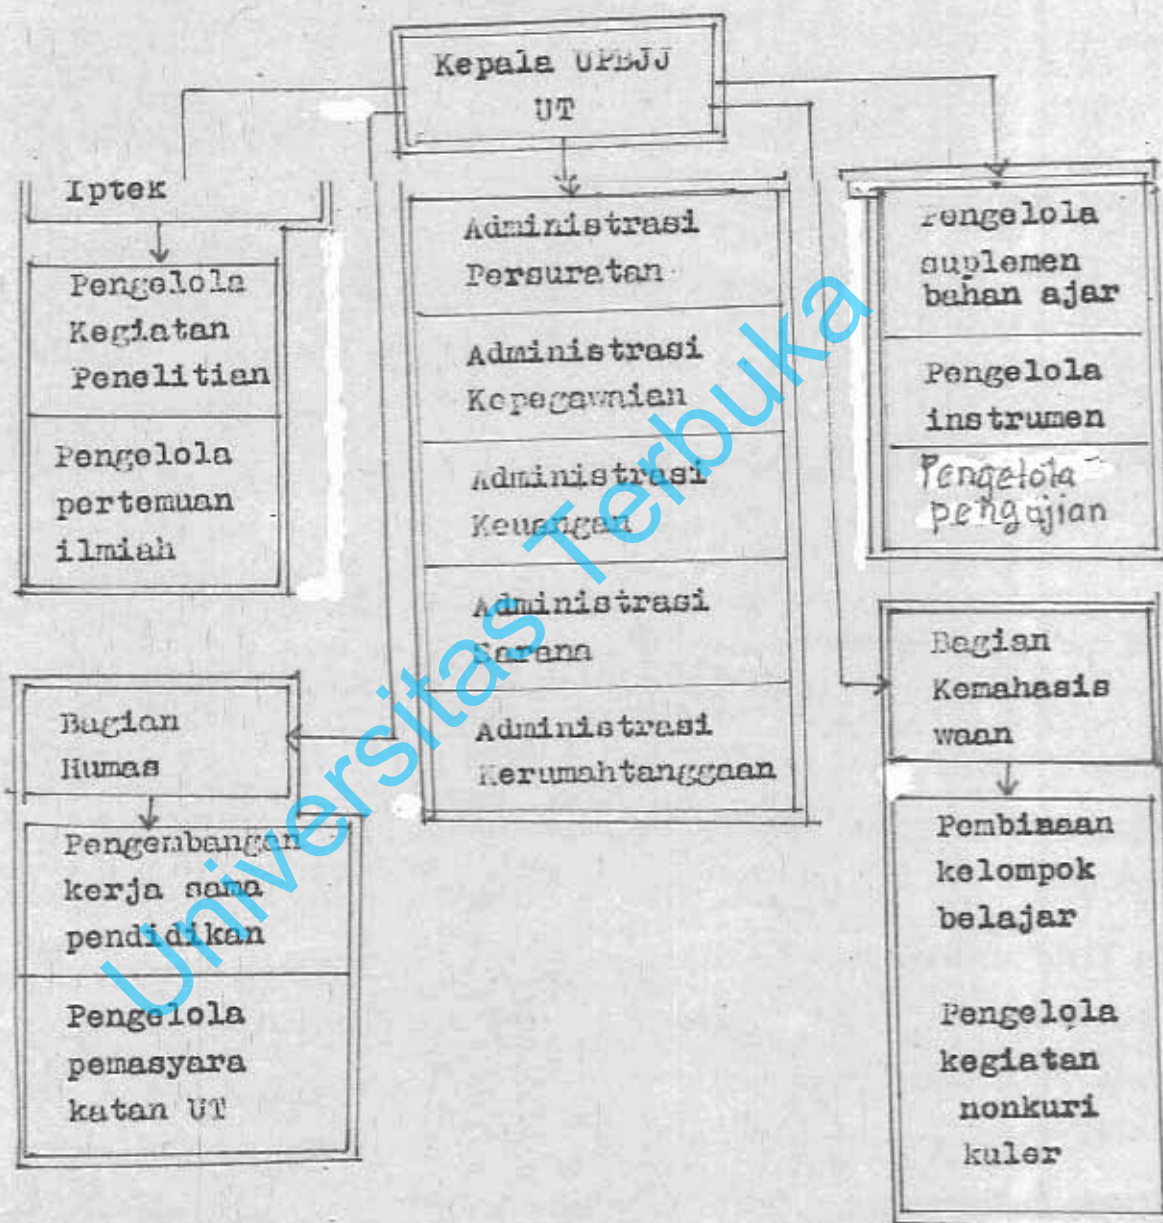 Kepala UPBJJ
UT
Iptek
Pengelola
Kegiatan
Penelitian
Pengelola
pertemuan
ilmiah
Administrasi
Persuratan
Administrasi
Kepegawaian
Administrasi
Keuangan
Administrasi
Sarana
Administrasi
Kerumahtanggaan
Pengelola
suplemen
bahan ajar
Pengelola
instrumen
Pengelola
pengujian
Bagian
Humas
Pengembangan
kerja sama
pendidikan
Pengelola
pemasyara
katan UT
Bagian
Kemahasis
waan
Pembinaan
kelompok
belajar
Pengelola
kegiatan
nonkuri
kuler
Universitas Terbuka